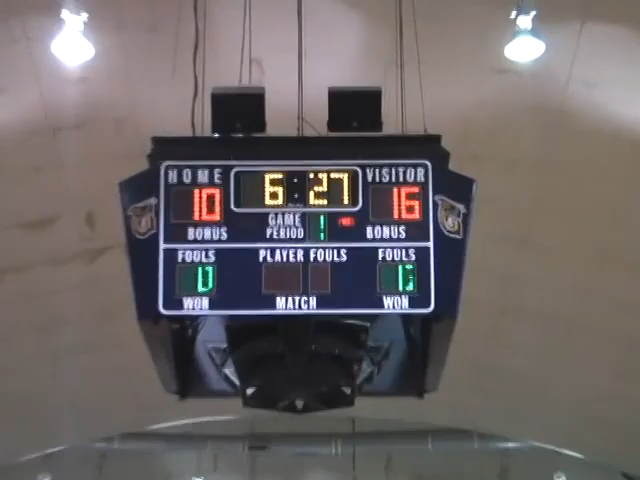 HOME 6:27 VISITOR
10 16
GAME
PERIOD 1
BONUS BONUS
FOULS PLAYER FOULS FOULS
WON MATCH WON